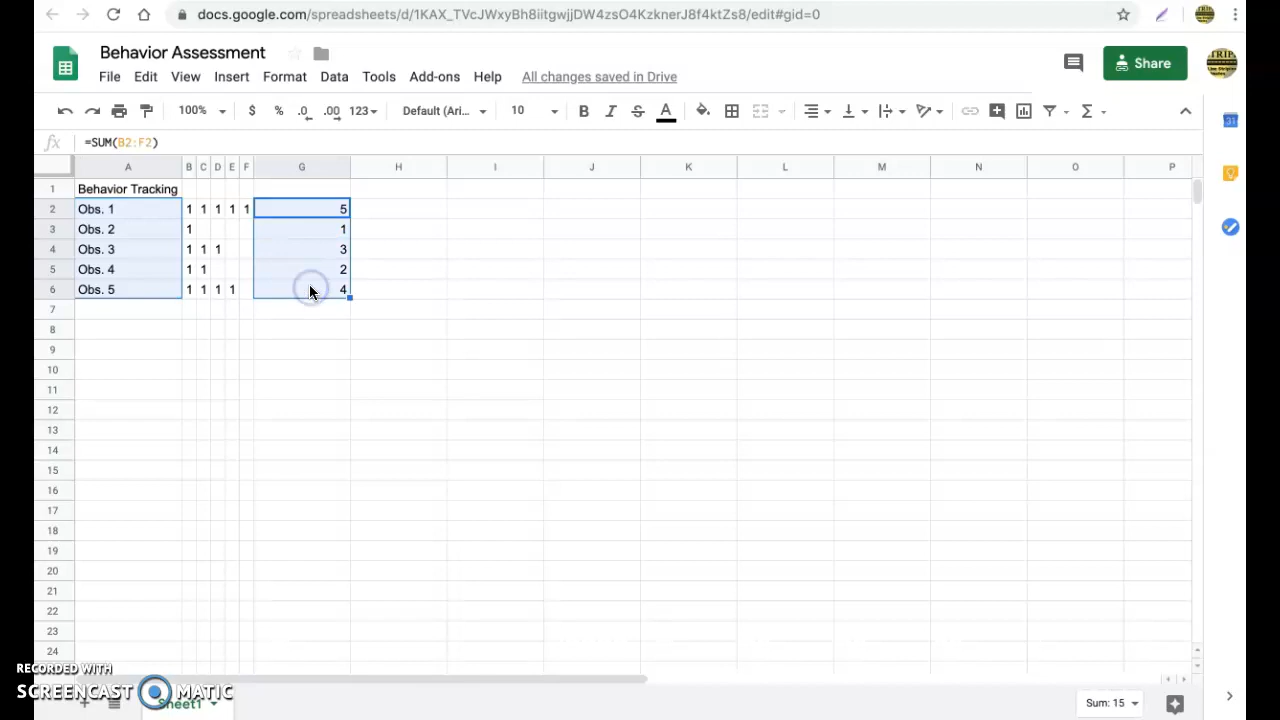 docs.google.com/spreadsheets/d/1KAX_TVcJWxyBh8iitgwjjDW4zsO4KzknerJ8f4ktZs8/edit#gid=0
Behavior Assessment
File Edit View Insert Format Data Tools Add-ons Help All changes saved in Drive
Share
TRIP
100% $ % .0 .00 123 Default (Ari... 10 B I S A Σ
fx =SUM(B2:F2)
A B C D E F G H I J K L M N O P
1 Behavior Tracking
2 Obs. 1 1 1 1 1 1 5
3 Obs. 2 1 1
4 Obs. 3 1 1 1 3
5 Obs. 4 1 1 2
6 Obs. 5 1 1 1 1 4
7
8
9
10
11
12
13
14
15
16
17
18
19
20
21
22
23
24
RECORDED WITH
SCREENCAST MATIC
Sheet1
Sum: 15